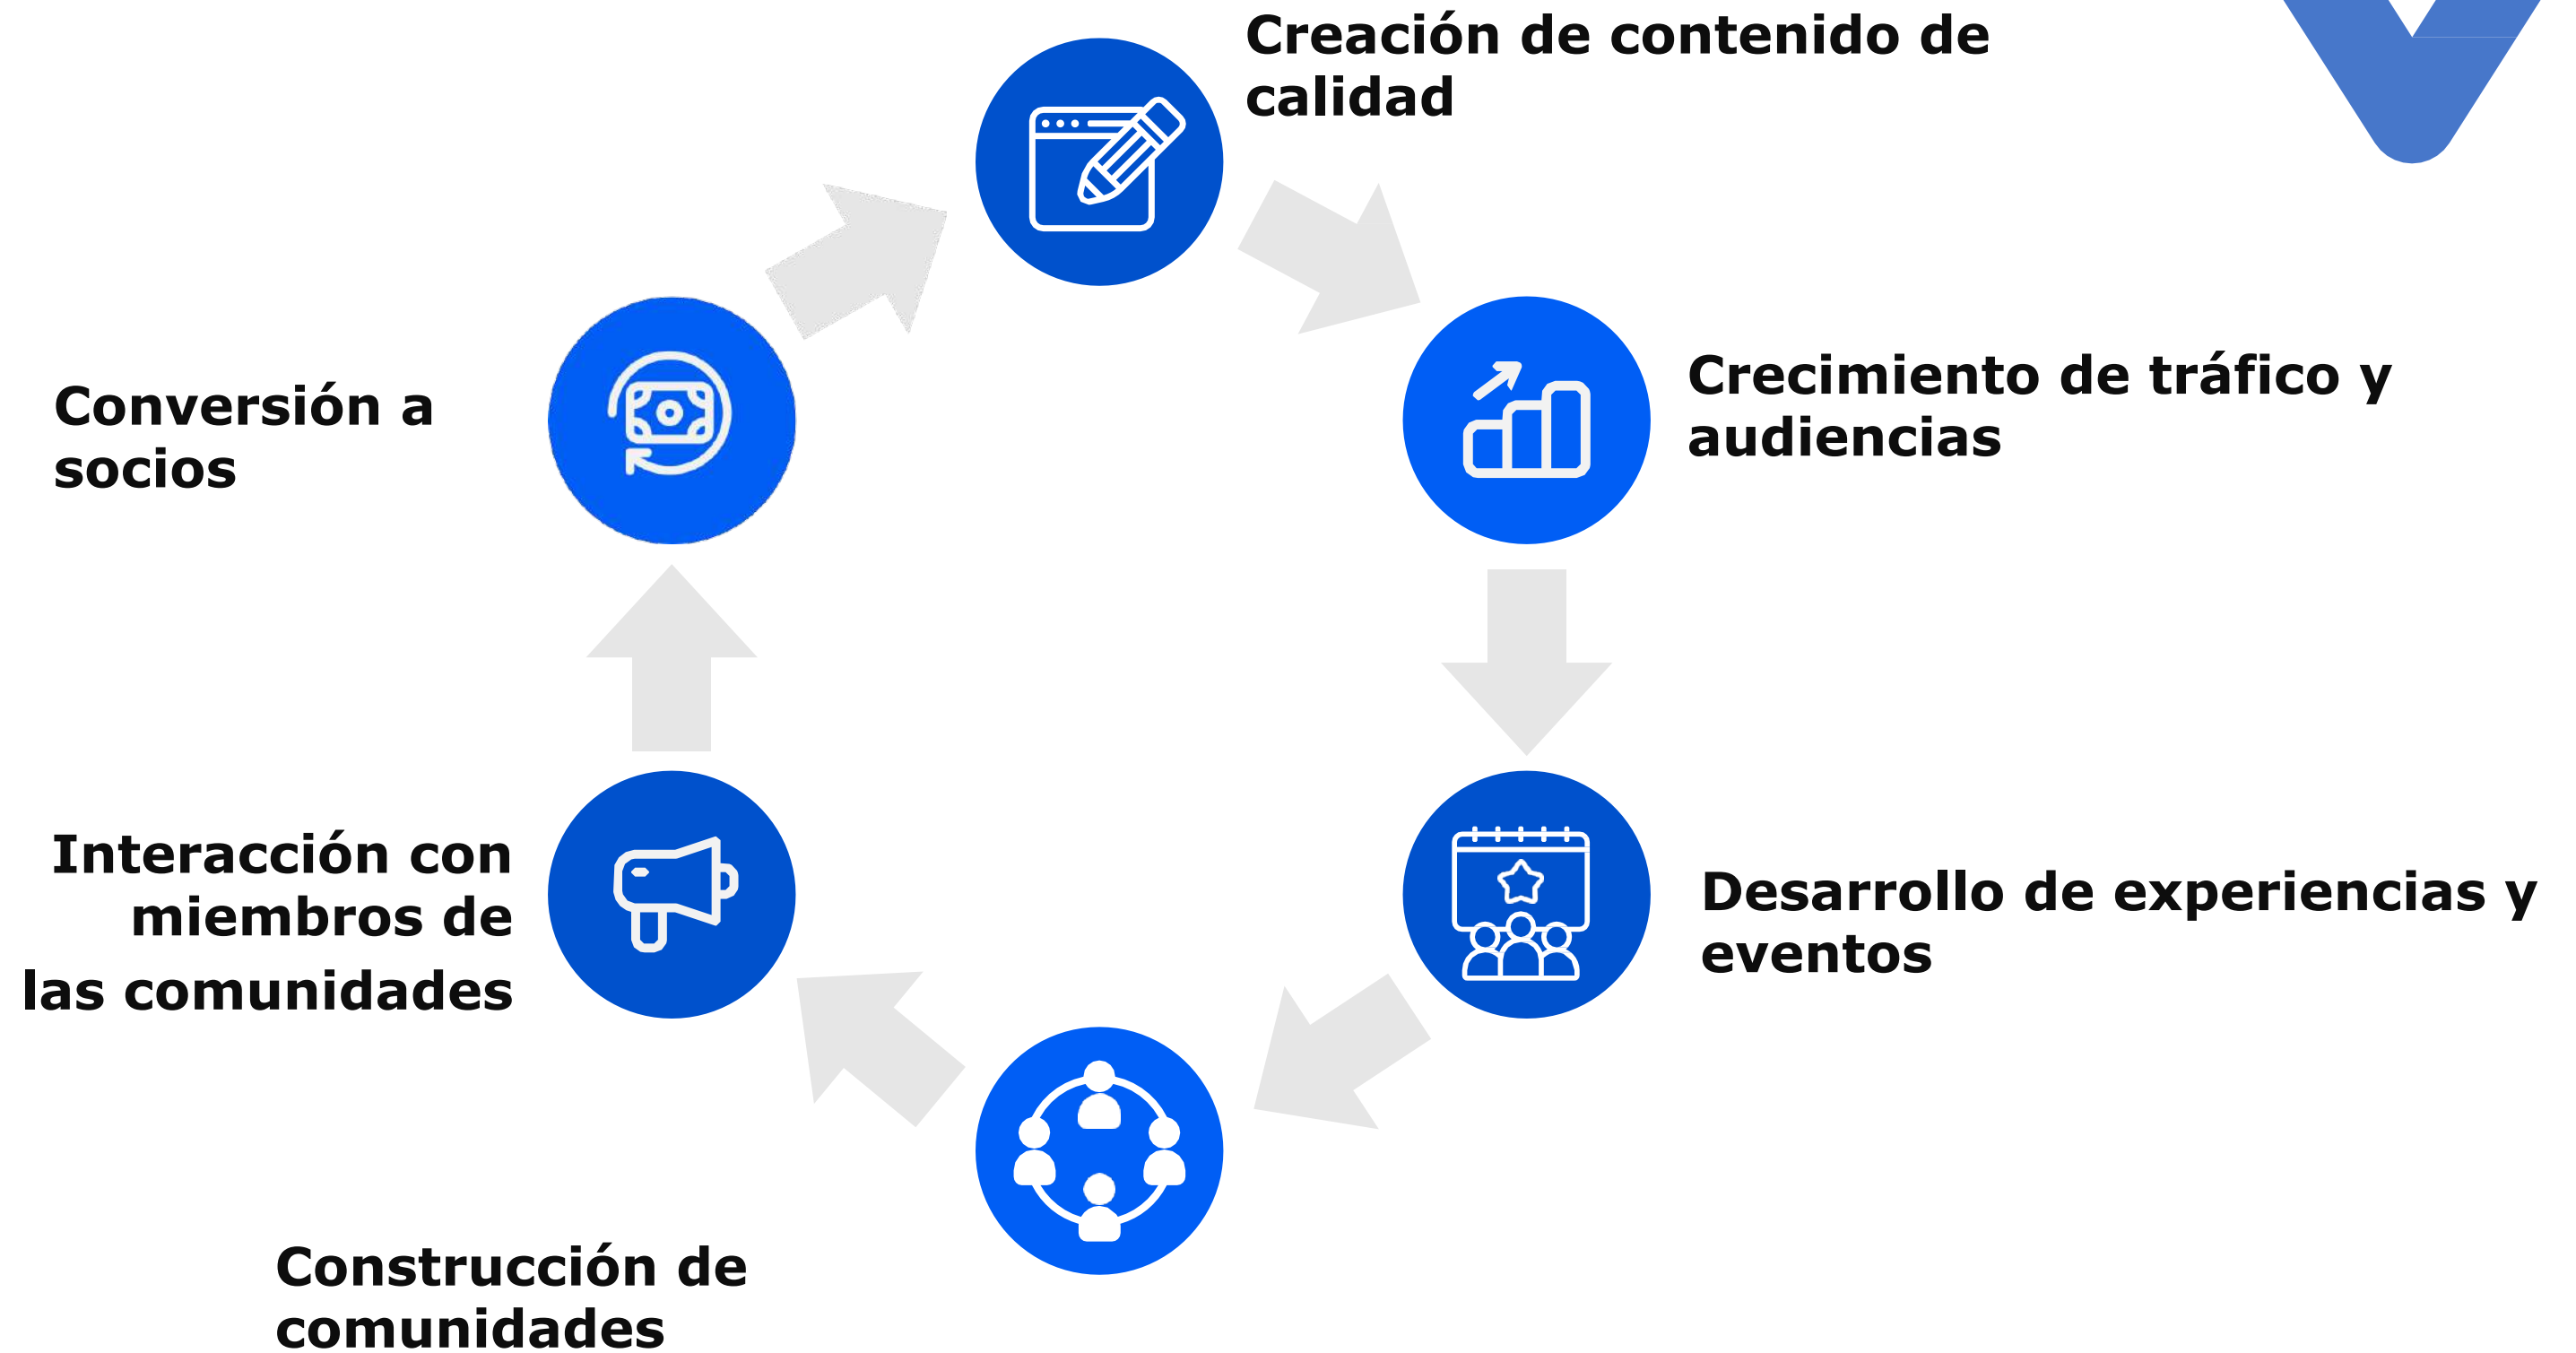 Creación de contenido de
calidad
Crecimiento de tráfico y
audiencias
Desarrollo de experiencias y
eventos
Construcción de
comunidades
Interacción con
miembros de
las comunidades
Conversión a
socios